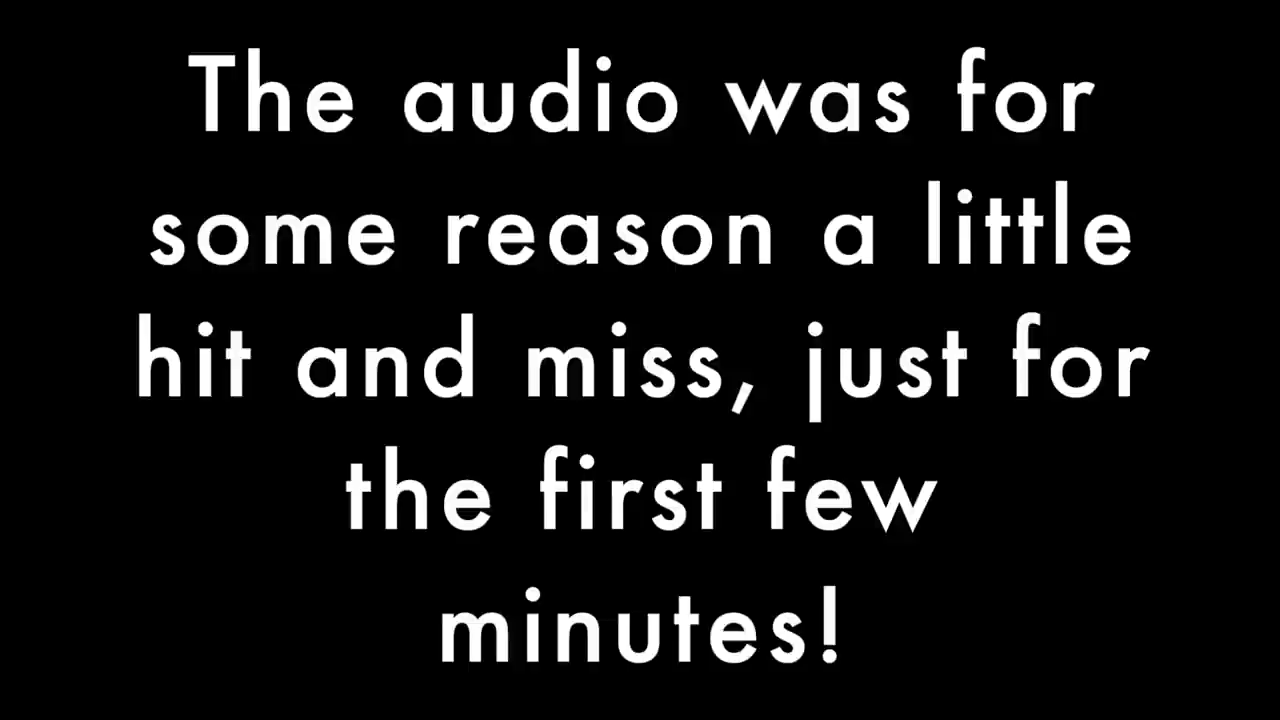 The audio was for
some reason a little
hit and miss, just for
the first few
minutes!